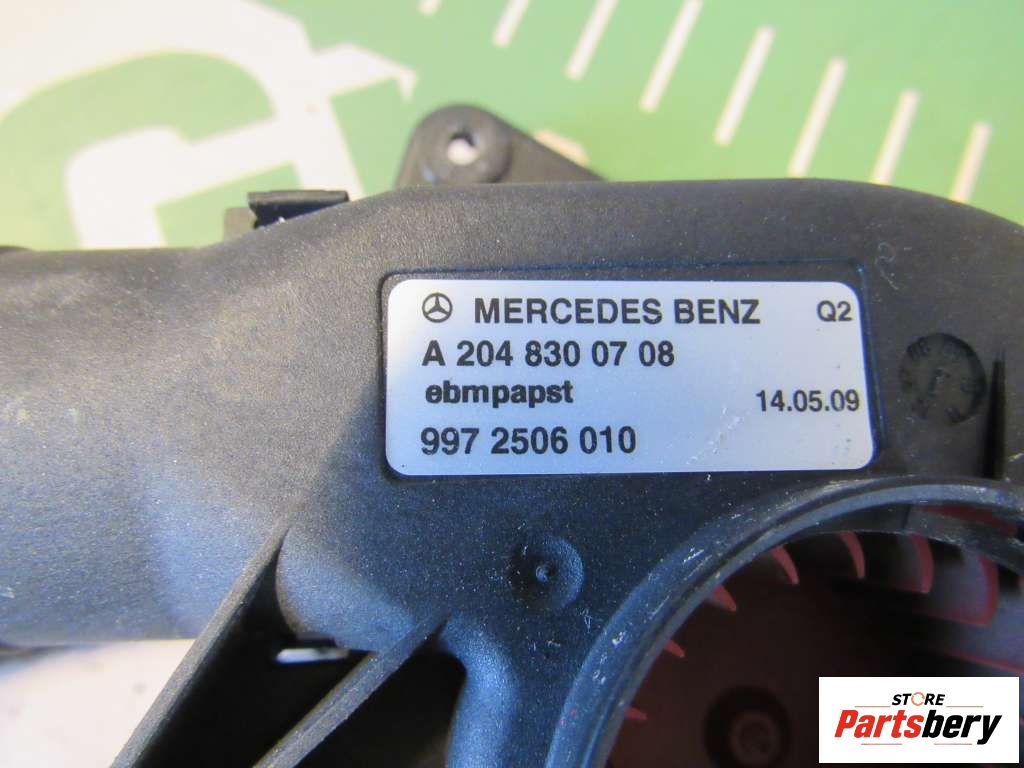 MERCEDES BENZ Q2
A 204 830 07 08
ebmpapst 14.05.09
997 2506 010
STORE
Partsbery